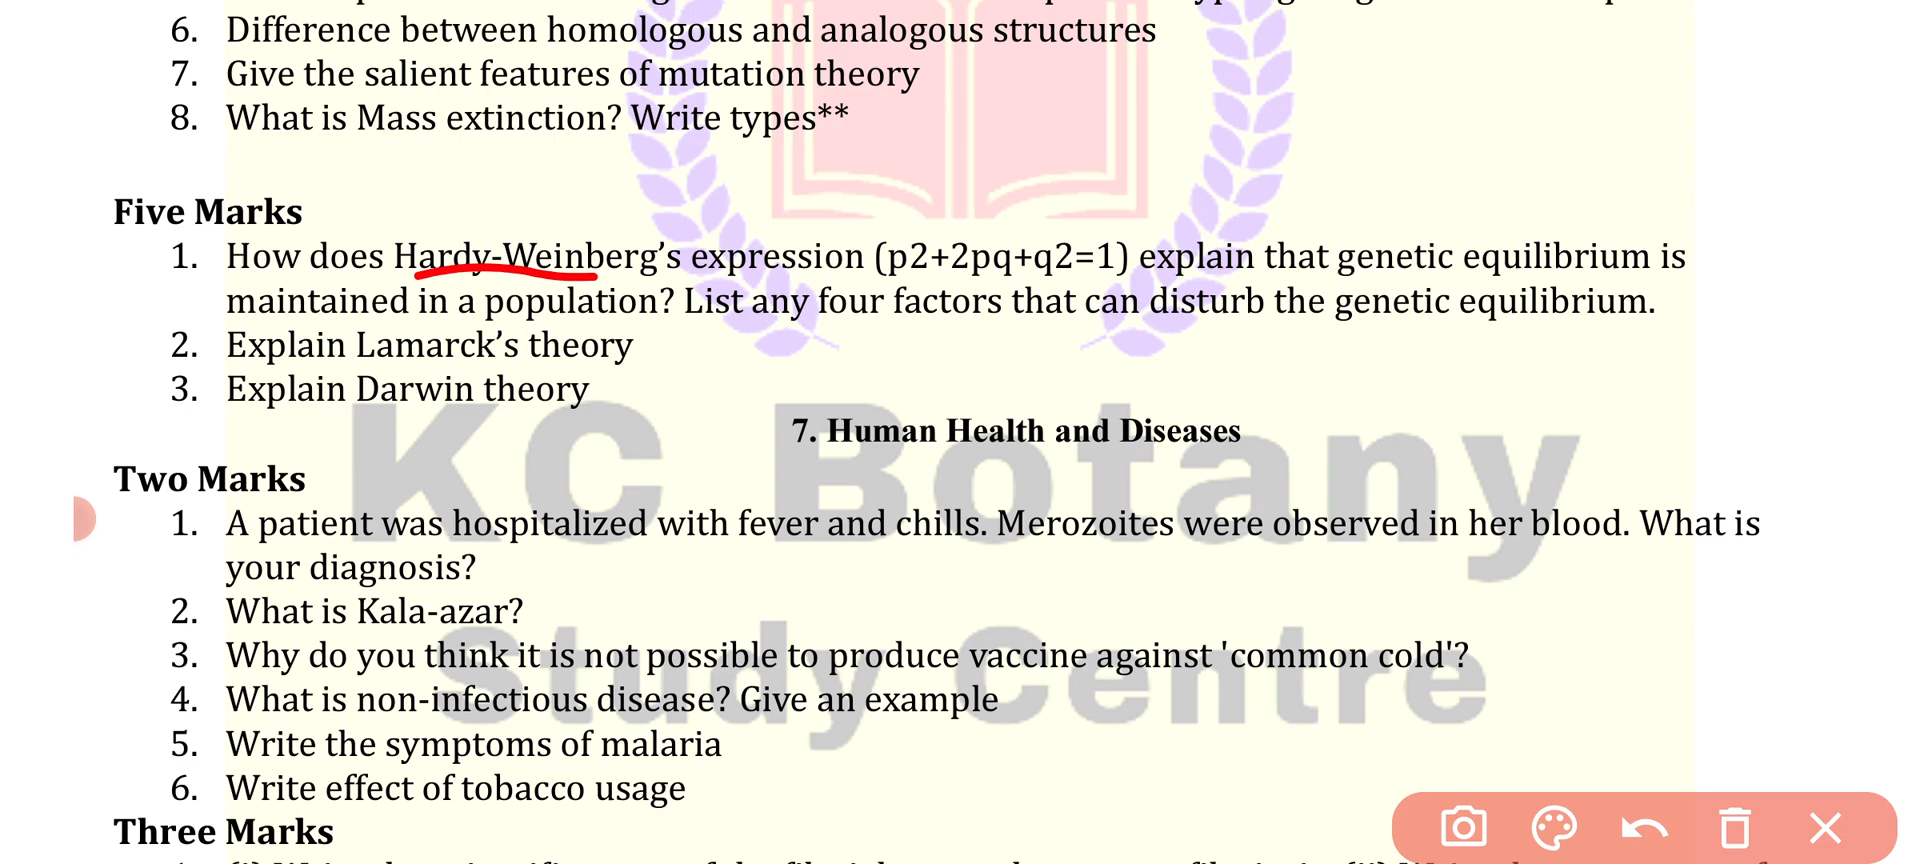 6. Difference between homologous and analogous structures
7. Give the salient features of mutation theory
8. What is Mass extinction? Write types**
Five Marks
1. How does Hardy-Weinberg’s expression (p2+2pq+q2=1) explain that genetic equilibrium is
maintained in a population? List any four factors that can disturb the genetic equilibrium.
2. Explain Lamarck’s theory
3. Explain Darwin theory
7. Human Health and Diseases
Two Marks
1. A patient was hospitalized with fever and chills. Merozoites were observed in her blood. What is
your diagnosis?
2. What is Kala-azar?
3. Why do you think it is not possible to produce vaccine against 'common cold'?
4. What is non-infectious disease? Give an example
5. Write the symptoms of malaria
6. Write effect of tobacco usage
Three Marks
KC Botany
Study Centre